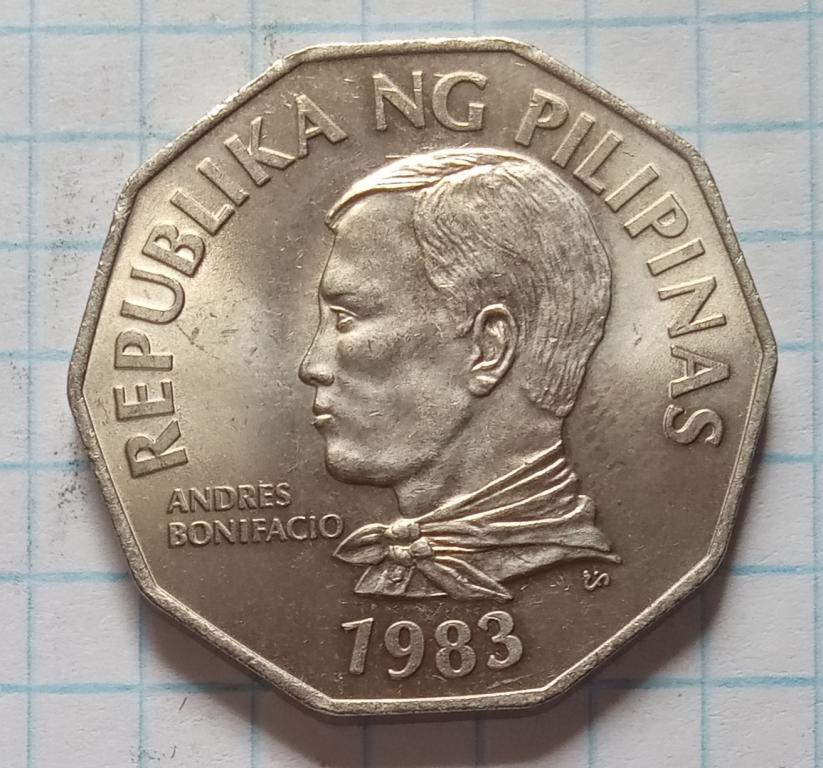 REPUBLIKA NG PILIPINAS
ANDRES
BONIFACIO
1983